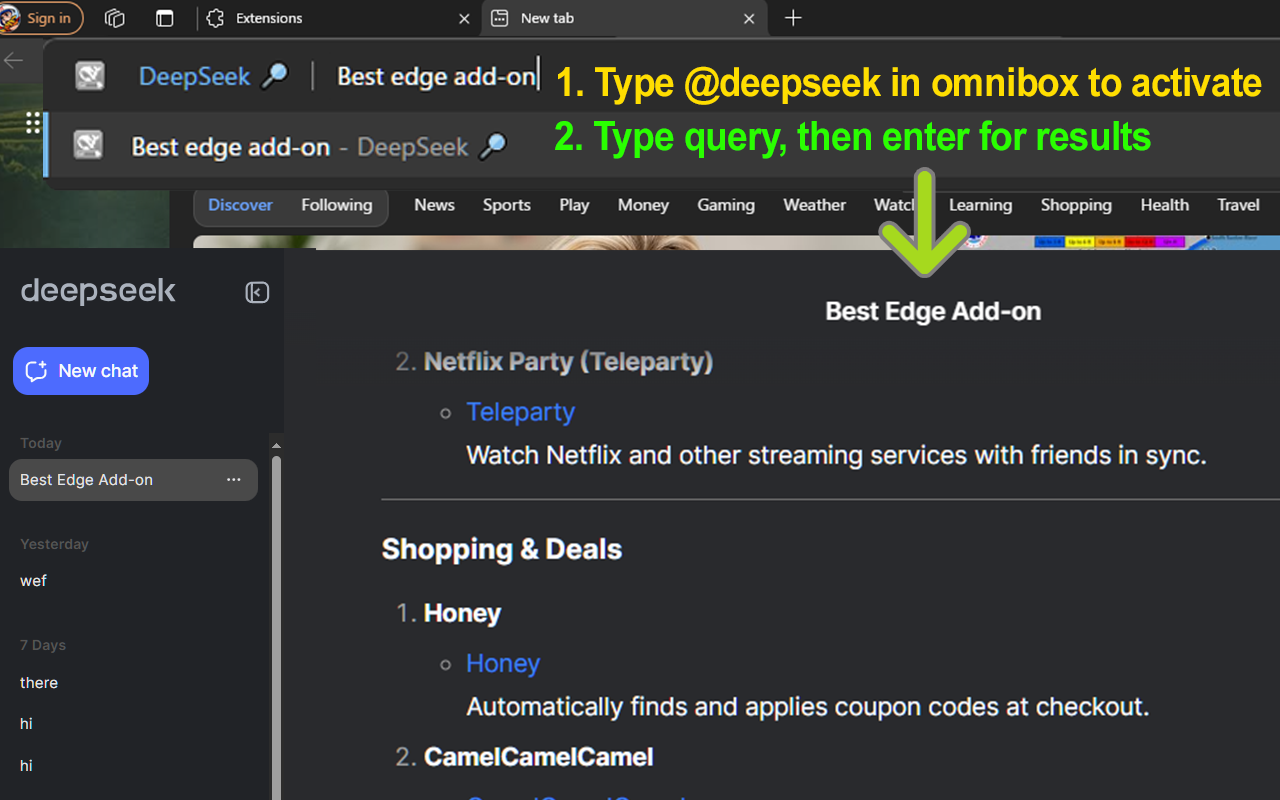 Sign in
Extensions
New tab
DeepSeek
Best edge add-on
1. Type @deepseek in omnibox to activate
Best edge add-on - DeepSeek
2. Type query, then enter for results
Discover
Following
News
Sports
Play
Money
Gaming
Weather
Learning
Shopping
Health
Travel
deepseek
New chat
Today
Best Edge Add-on
Yesterday
wef
7 Days
there
hi
hi
Best Edge Add-on
2. Netflix Party (Teleparty)
Teleparty
Watch Netflix and other streaming services with friends in sync.
Shopping & Deals
1. Honey
Honey
Automatically finds and applies coupon codes at checkout.
2. CamelCamelCamel